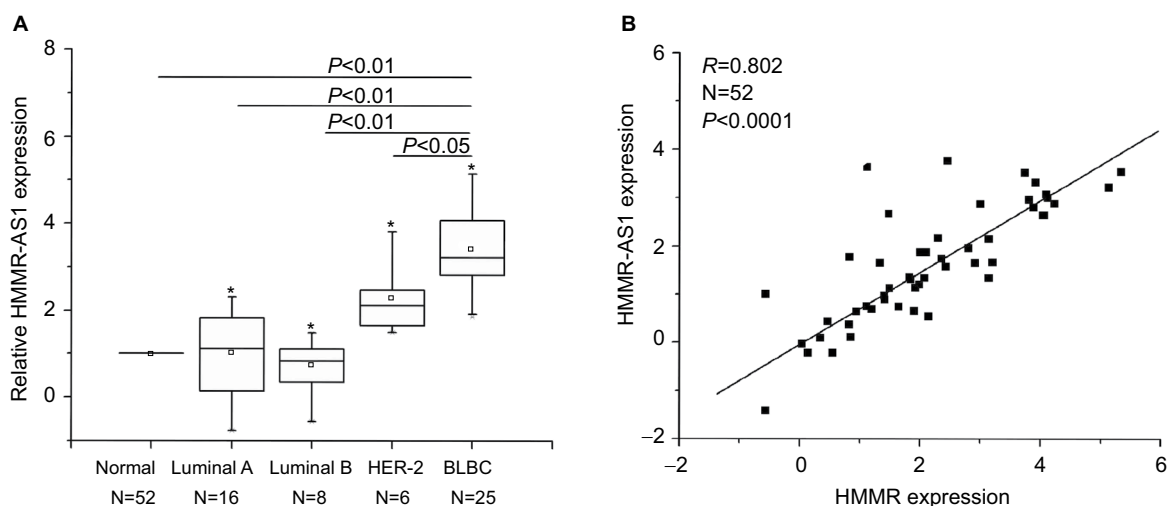 A
8
6
4
2
0
Relative HMMR-AS1 expression
P<0.01
P<0.01
P<0.01
P<0.05
*
*
*
*
Normal Luminal A Luminal B HER-2 BLBC
N=52 N=16 N=8 N=6 N=25
B
6
4
2
0
−2
HMMR-AS1 expression
R=0.802
N=52
P<0.0001
−2 0 2 4 6
HMMR expression